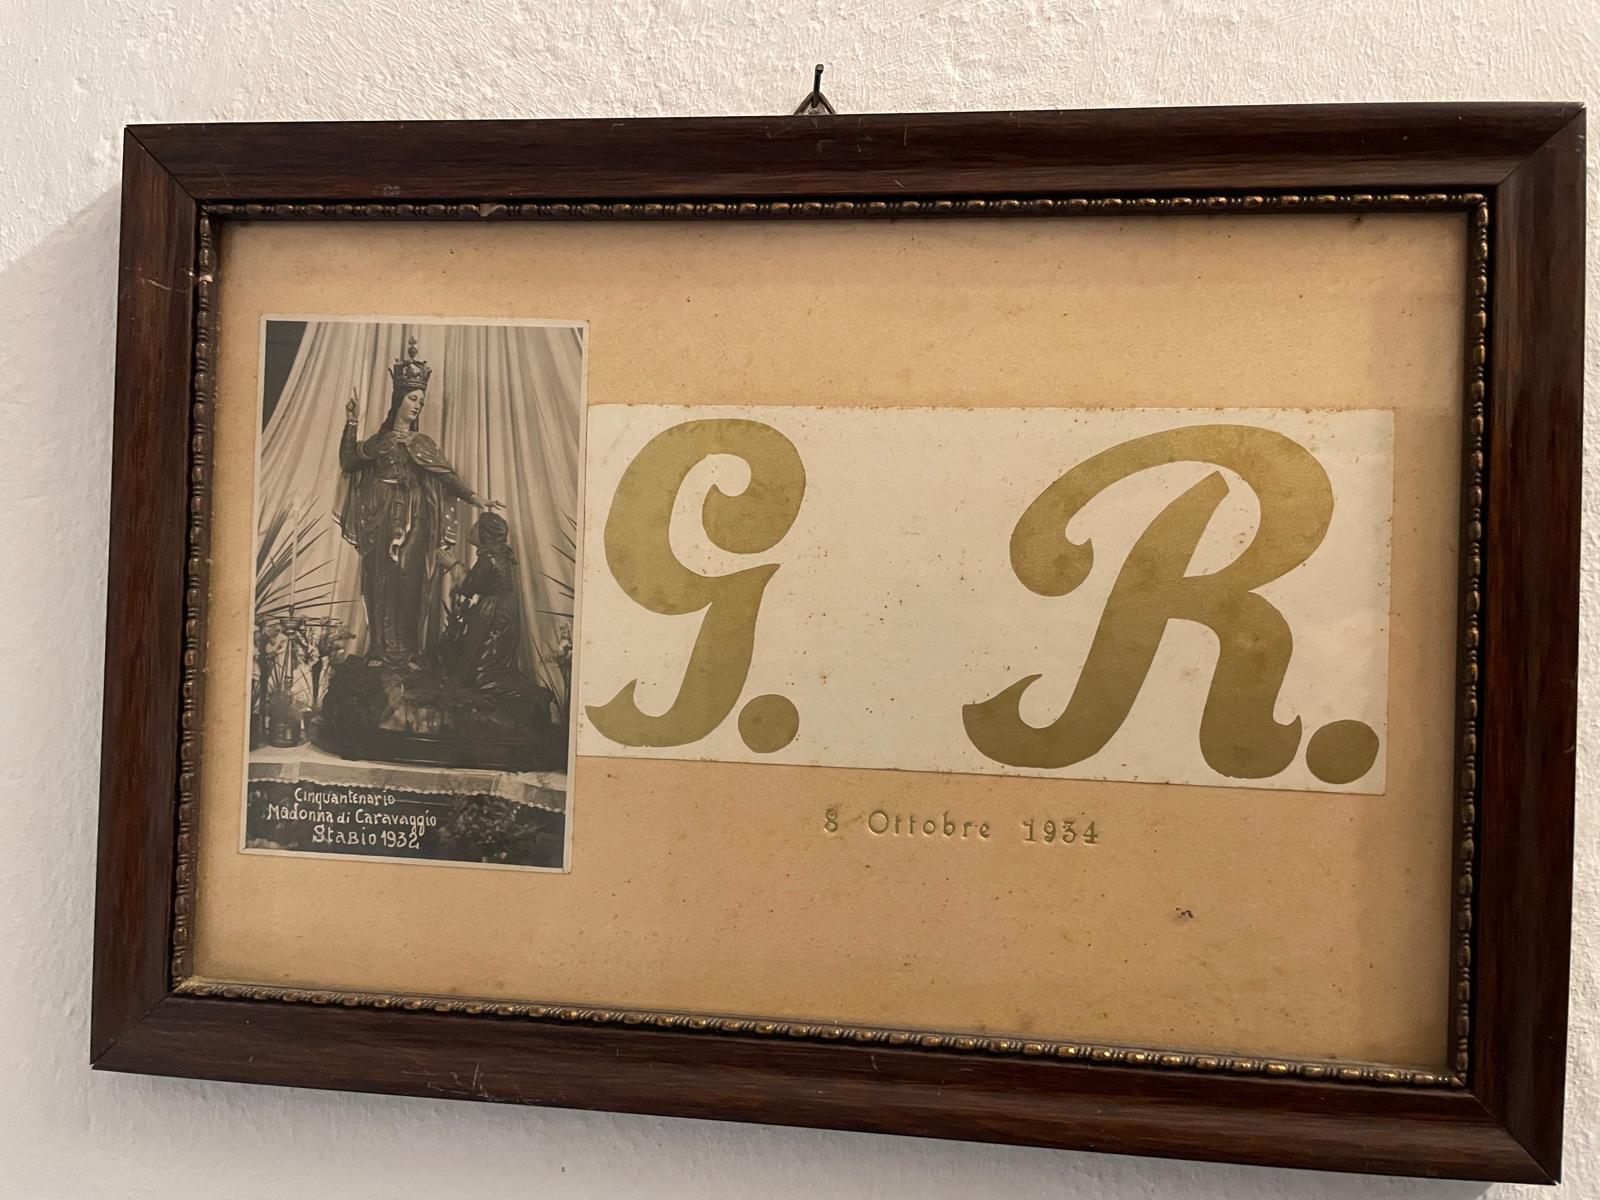 Cinquantenario
Madonna di Caravaggio
Stabio 1932
G. R.
8 Ottobre 1934